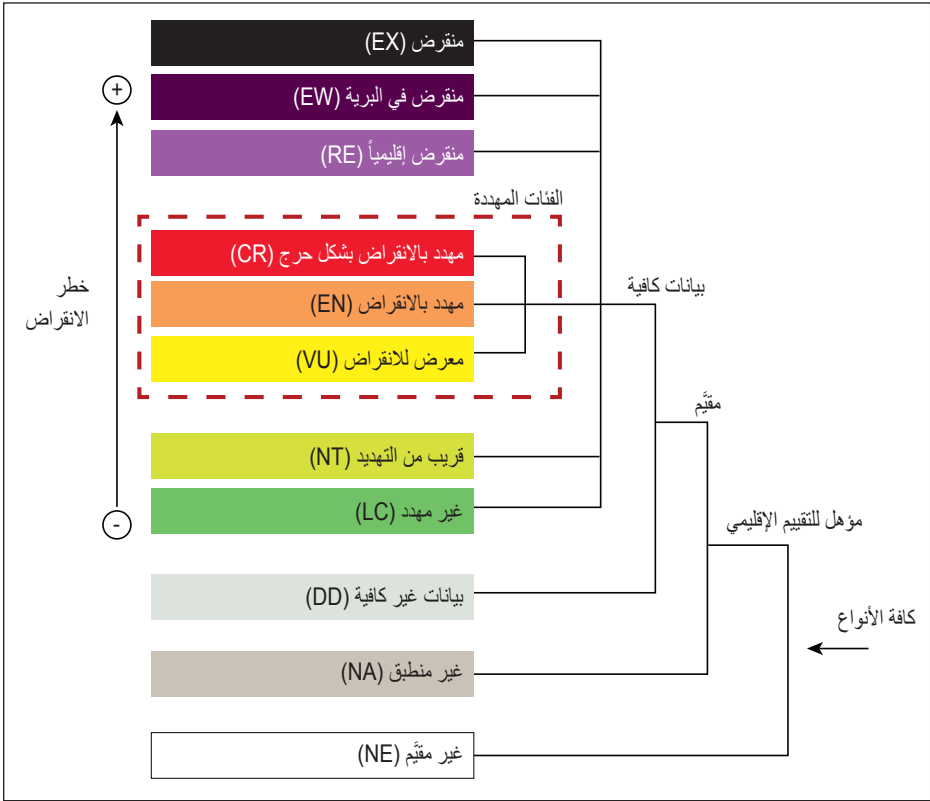 منقرض (EX)
+
منقرض في البرية (EW)
منقرض إقليمياً (RE)
الفئات المهددة
مهدد بالانقراض بشكل حرج (CR)
خطر
الانقراض
بيانات كافية
مهدد بالانقراض (EN)
معرض للانقراض (VU)
مقيَّم
قريب من التهديد (NT)
غير مهدد (LC)
-
مؤهل للتقييم الإقليمي
بيانات غير كافية (DD)
كافة الأنواع
غير منطبق (NA)
غير مقيَّم (NE)